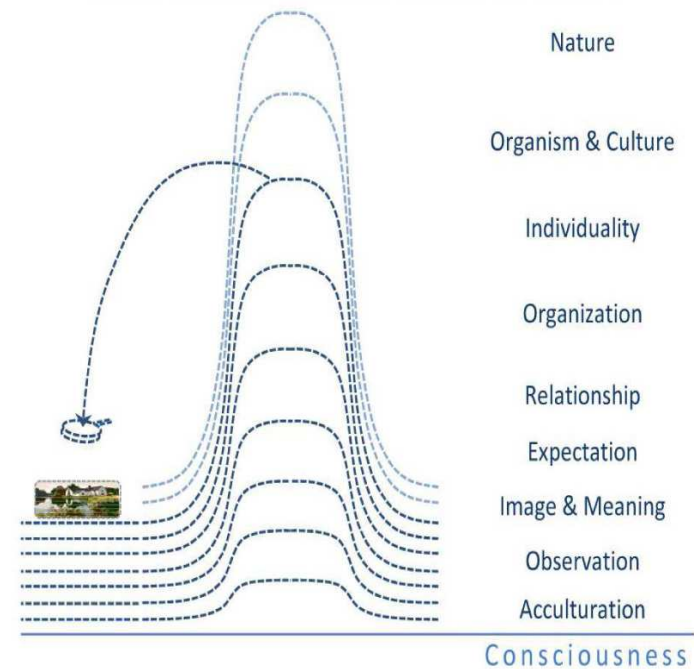 Nature
Organism & Culture
Individuality
Organization
Relationship
Expectation
Image & Meaning
Observation
Acculturation
Consciousness